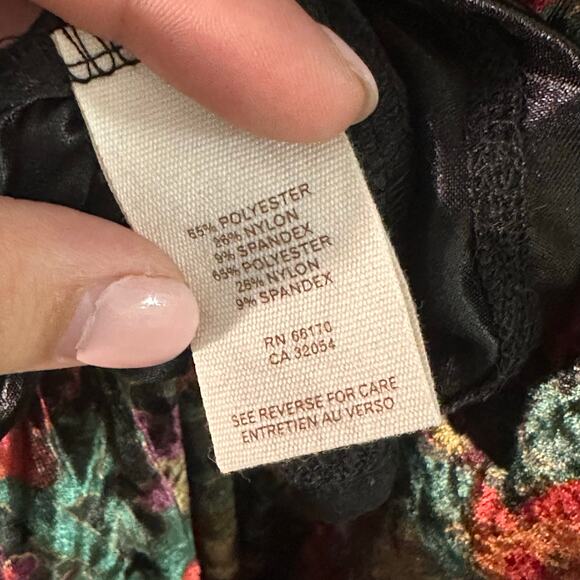 65% POLYESTER
26% NYLON
9% SPANDEX
65% POLYESTER
26% NYLON
9% SPANDEX
RN 66170
CA 32054
SEE REVERSE FOR CARE
ENTRETIEN AU VERSO